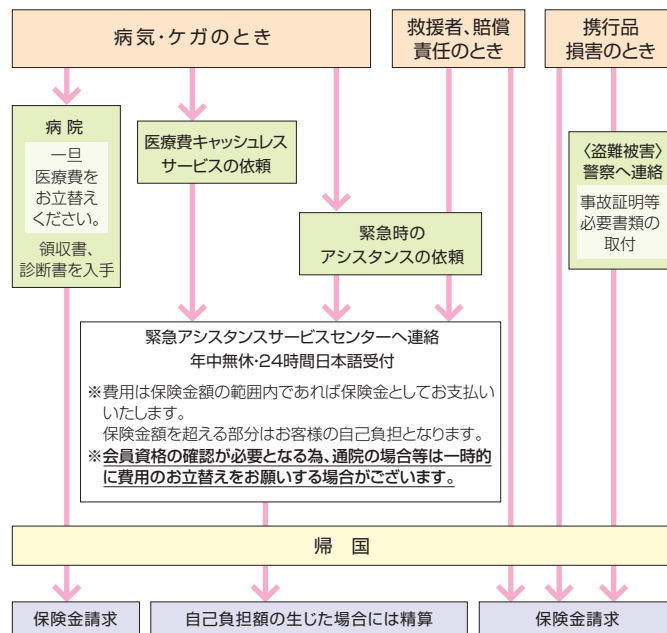 病気・ケガのとき
救援者、賠償
責任のとき
携行品
損害のとき
病院
一旦
医療費を
お立替え
ください。
領収書、
診断書を入手
医療費キャッシュレス
サービスの依頼
緊急時の
アシスタンスの依頼
〈盗難被害〉
警察へ連絡
事故証明等
必要書類の
取付
緊急アシスタンスサービスセンターへ連絡
年中無休・24時間日本語受付
※費用は保険金額の範囲内であれば保険金としてお支払い
いたします。
保険金額を超える部分はお客様の自己負担となります。
※会員資格の確認が必要となる為、通院の場合等は一時的
に費用のお立替えをお願いする場合がございます。
帰 国
保険金請求
自己負担額の生じた場合には精算
保険金請求